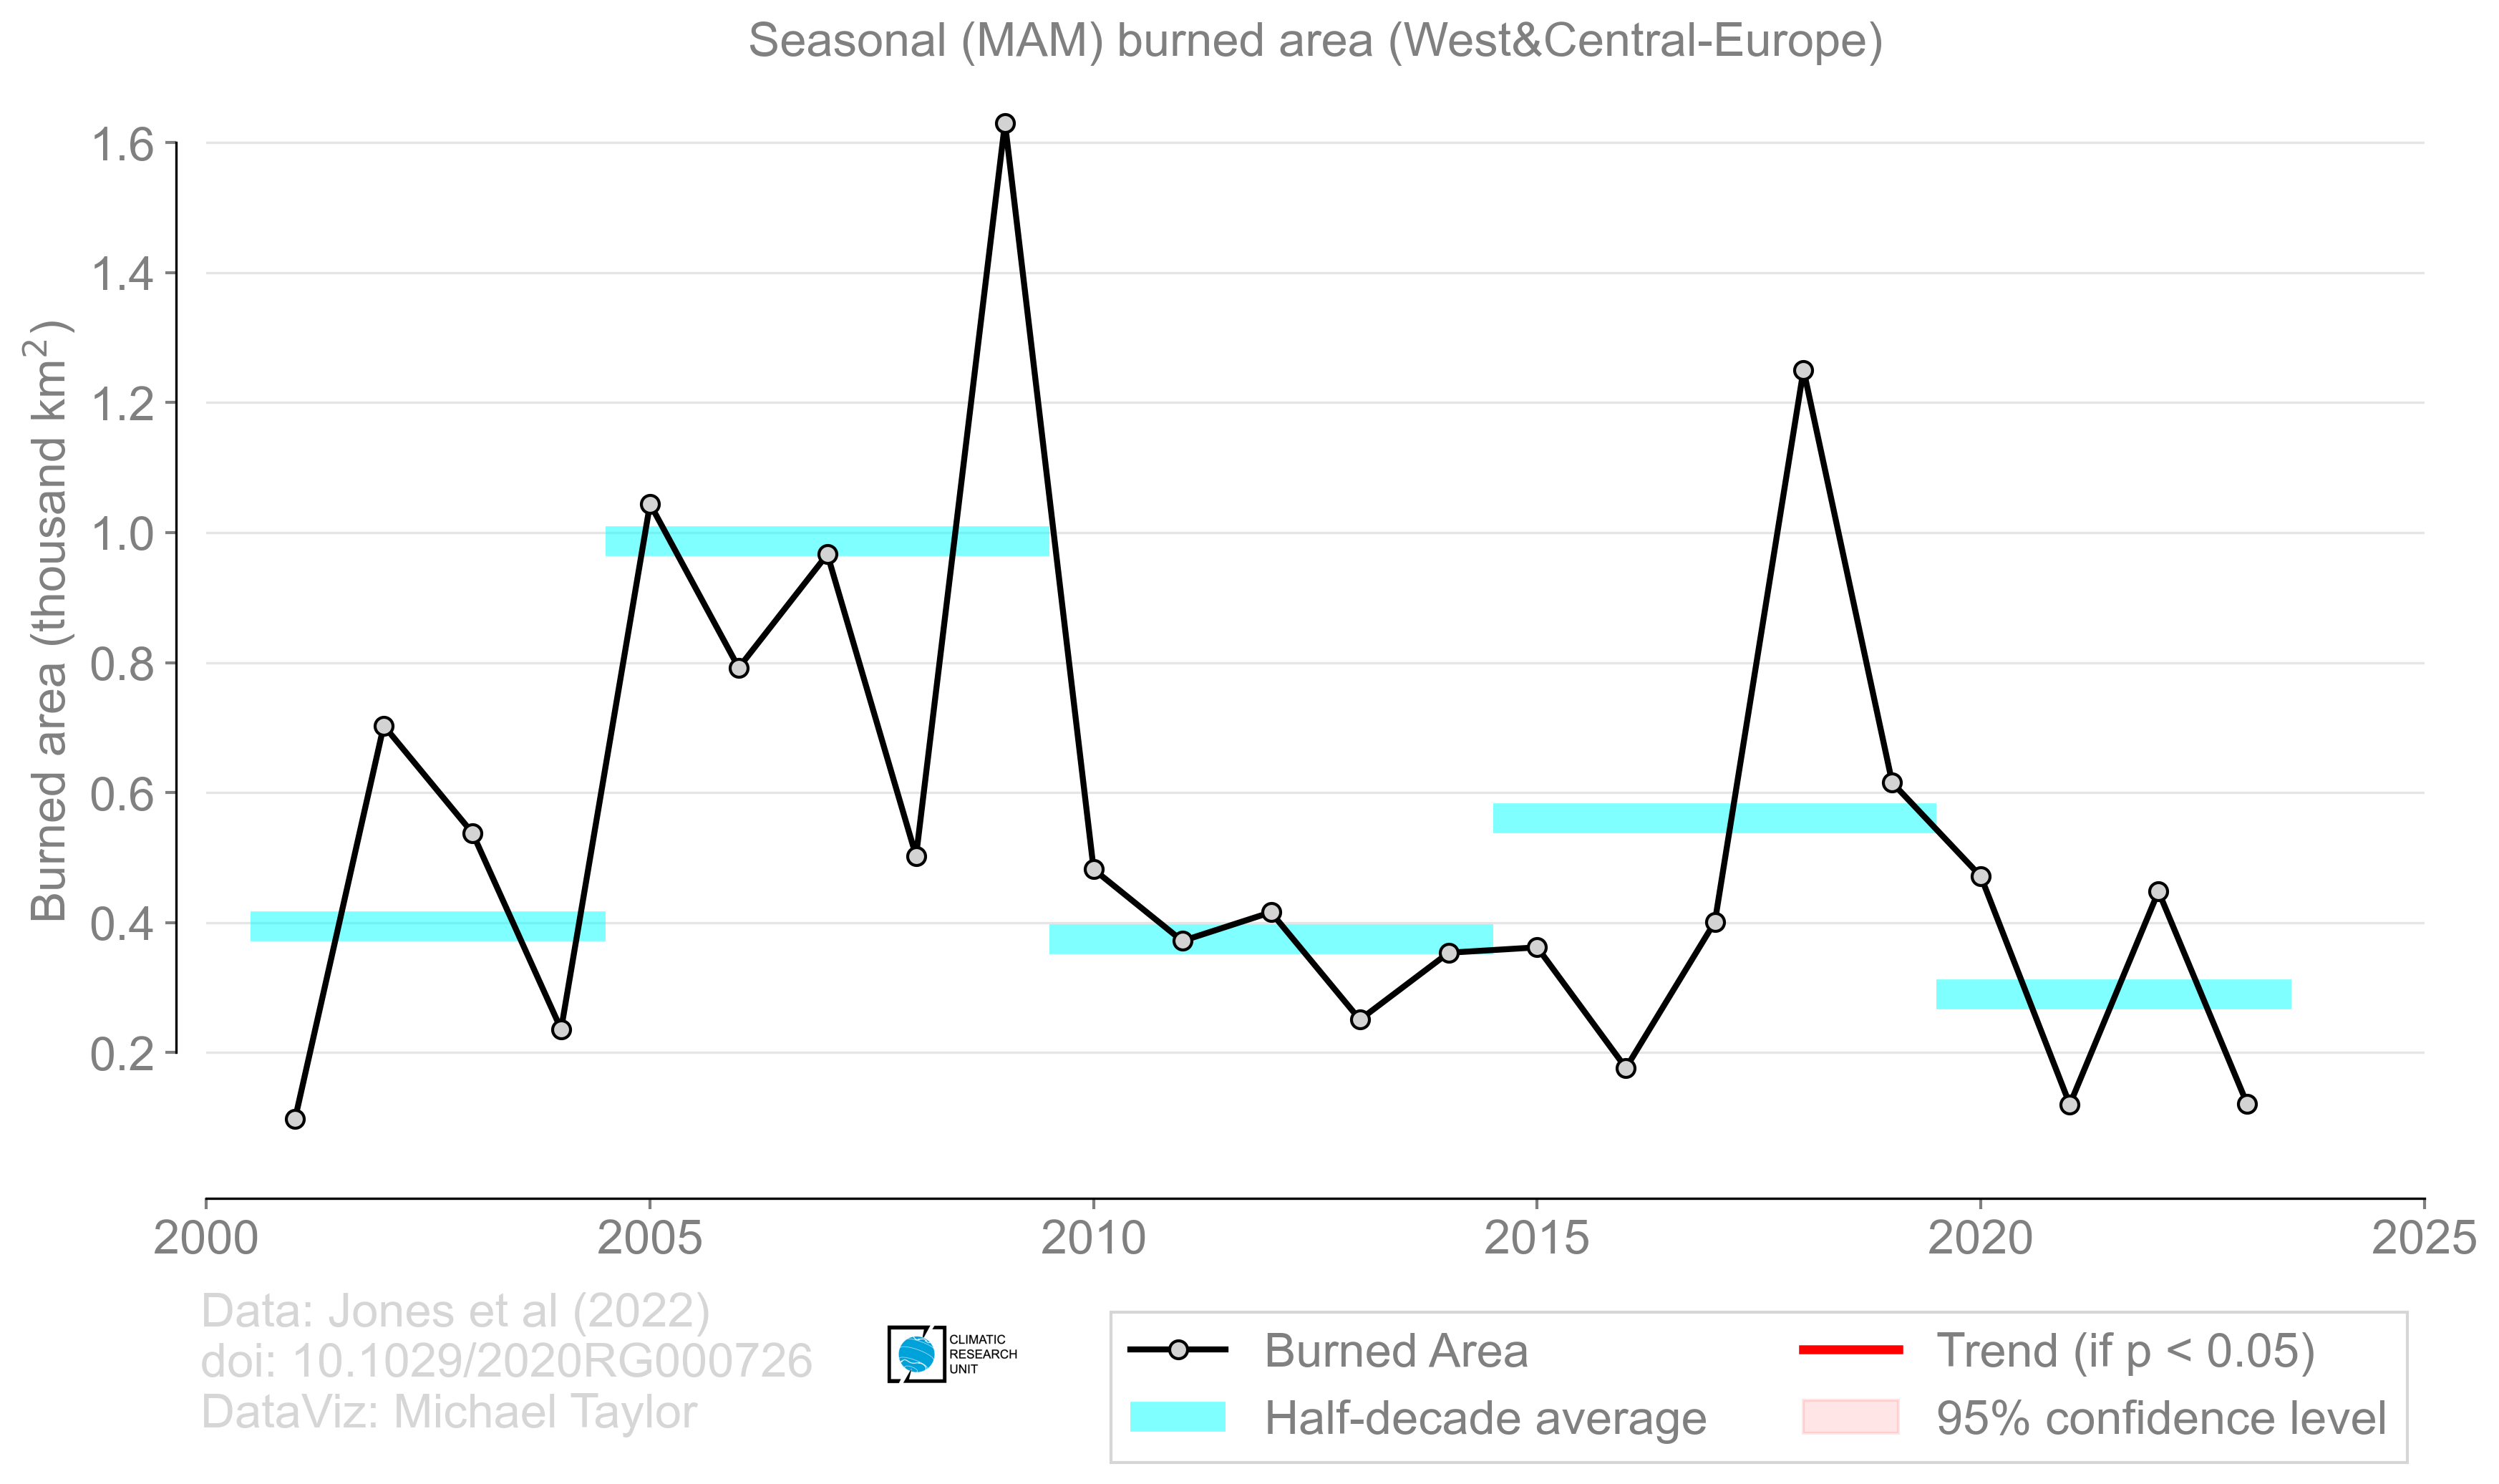 Seasonal (MAM) burned area (West&Central-Europe)
Burned area (thousand km²)
1.6
1.4
1.2
1.0
0.8
0.6
0.4
0.2
2000 2005 2010 2015 2020 2025
Data: Jones et al (2022)
doi: 10.1029/2020RG000726
DataViz: Michael Taylor
CLIMATIC
RESEARCH
UNIT
Burned Area
Half-decade average
Trend (if p < 0.05)
95% confidence level